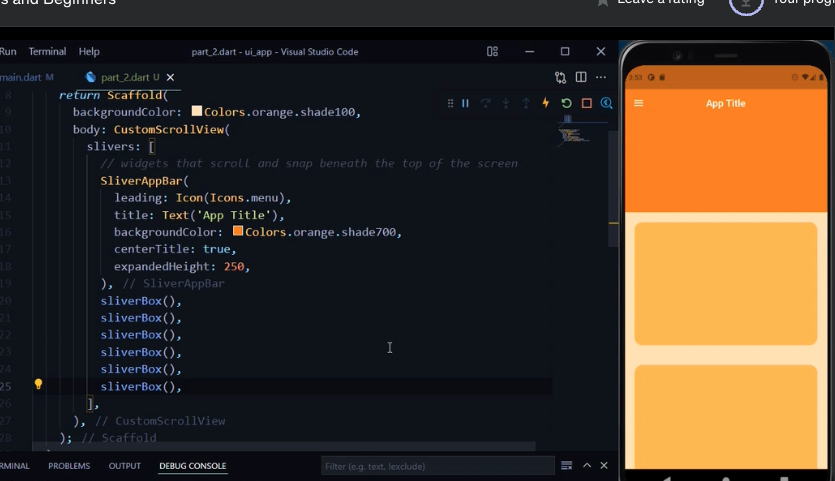 s and Beginners
Leave a rating
Your prog
Run Terminal Help
part_2.dart - ui_app - Visual Studio Code
main.dart M
part_2.dart U
8 return Scaffold(
9 backgroundColor: Colors.orange.shade100,
10 body: CustomScrollView(
11 slivers: [
12 // widgets that scroll and snap beneath the top of the screen
13 SliverAppBar(
14 leading: Icon(Icons.menu),
15 title: Text('App Title'),
16 backgroundColor: Colors.orange.shade700,
17 centerTitle: true,
18 expandedHeight: 250,
19 ), // SliverAppBar
20 sliverBox(),
21 sliverBox(),
22 sliverBox(),
23 sliverBox(),
24 sliverBox(),
25 sliverBox(),
26 ],
27 ), // CustomScrollView
28 ); // Scaffold
RMINAL PROBLEMS OUTPUT DEBUG CONSOLE
Filter (e.g. text, !exclude)
3:53
App Title